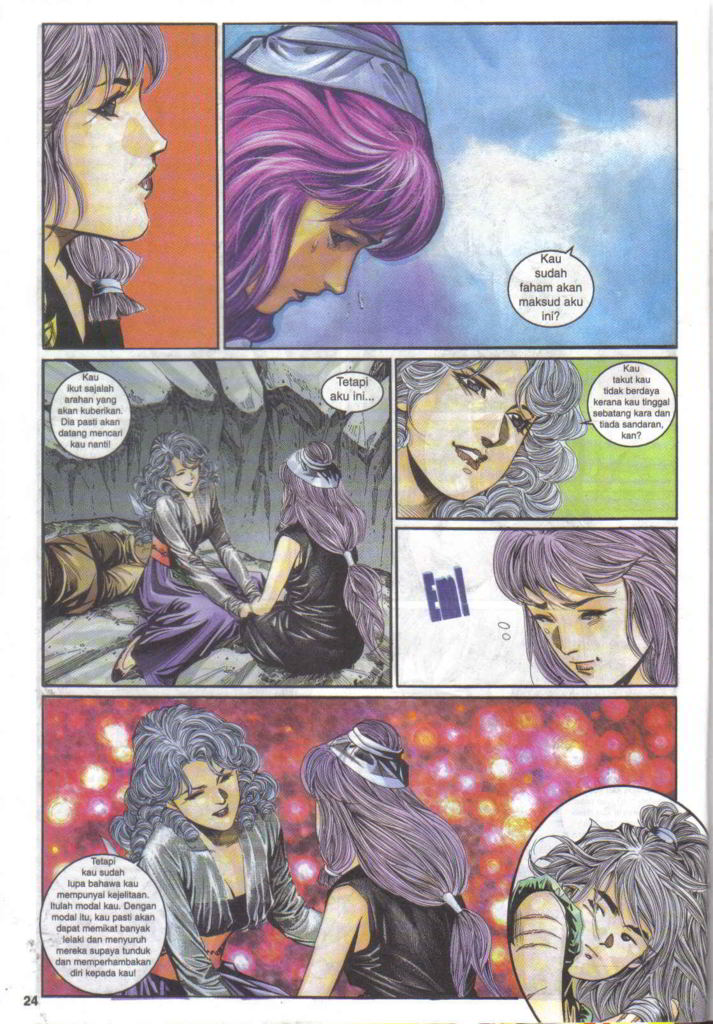 Kau
sudah
faham akan
maksud aku
ini?
Kau
ikut sajalah
arahan yang
akan kuberikan.
Dia pasti akan
datang mencari
kau nanti!
Tetapi
aku ini...
Kau
takut kau
tidak berdaya
kerana kau tinggal
sebatang kara dan
tiada sandaran,
kan?
Em!
Tetapi
kau sudah
lupa bahawa kau
mempunyai kejelitaan.
Itulah modal kau. Dengan
modal itu, kau pasti akan
dapat memikat banyak
lelaki dan menyuruh
mereka supaya tunduk
dan memperhambakan
diri kepada kau!
24